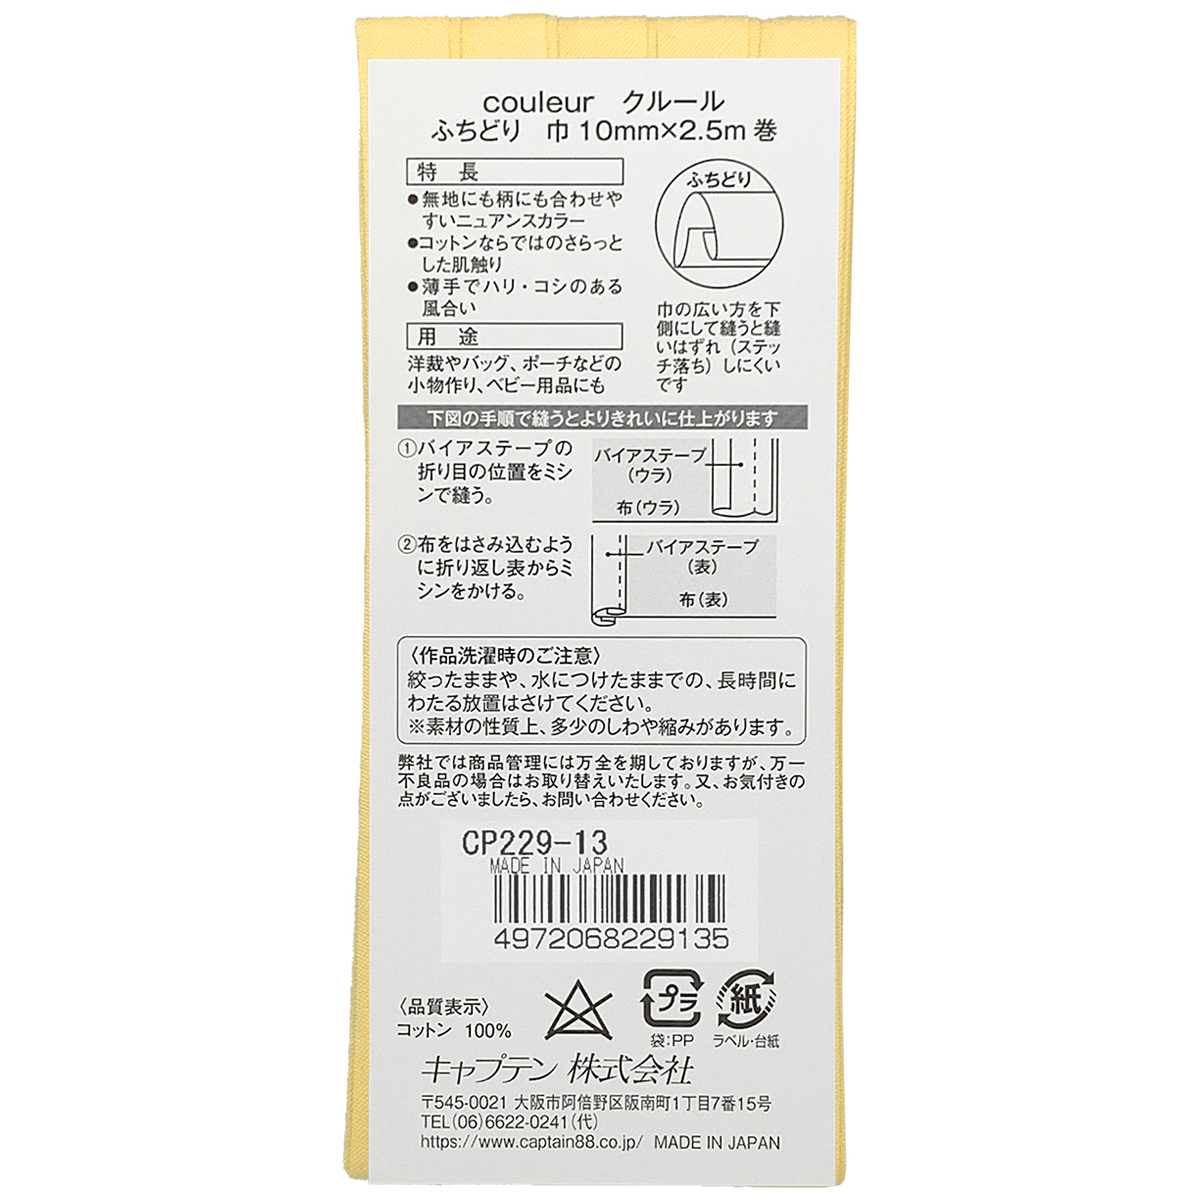 couleur クルール
ふちどり 巾10mm×2.5m巻
特 長
●無地にも柄にも合わせや
すいニュアンスカラー
●コットンならではのさらっと
した肌触り
●薄手でハリ・コシのある
風合い
用 途
洋裁やバッグ、ポーチなどの
小物作り、ベビー用品にも
ふちどり
巾の広い方を下
側にして縫うと縫
いはずれ（ステッ
チ落ち）しにくい
です
下図の手順で縫うとよりきれいに仕上がります
①バイアステープの
折り目の位置をミシ
ンで縫う。
バイアステープ
（ウラ）
布（ウラ）
②布をはさみ込むよう
に折り返し表からミ
シンをかける。
バイアステープ
（表）
布（表）
〈作品洗濯時のご注意〉
絞ったままや、水につけたままでの、長時間に
わたる放置はさけてください。
※素材の性質上、多少のしわや縮みがあります。
弊社では商品管理には万全を期しておりますが、万一
不良品の場合はお取り替えいたします。又、お気付きの
点がございましたら、お問い合わせください。
CP229-13
MADE IN JAPAN
4972068229135
〈品質表示〉
コットン 100%
プラ
袋:PP
紙
ラベル・台紙
キャプテン 株式会社
〒545-0021 大阪市阿倍野区阪南町1丁目7番15号
TEL(06)6622-0241(代)
https://www.captain88.co.jp/ MADE IN JAPAN